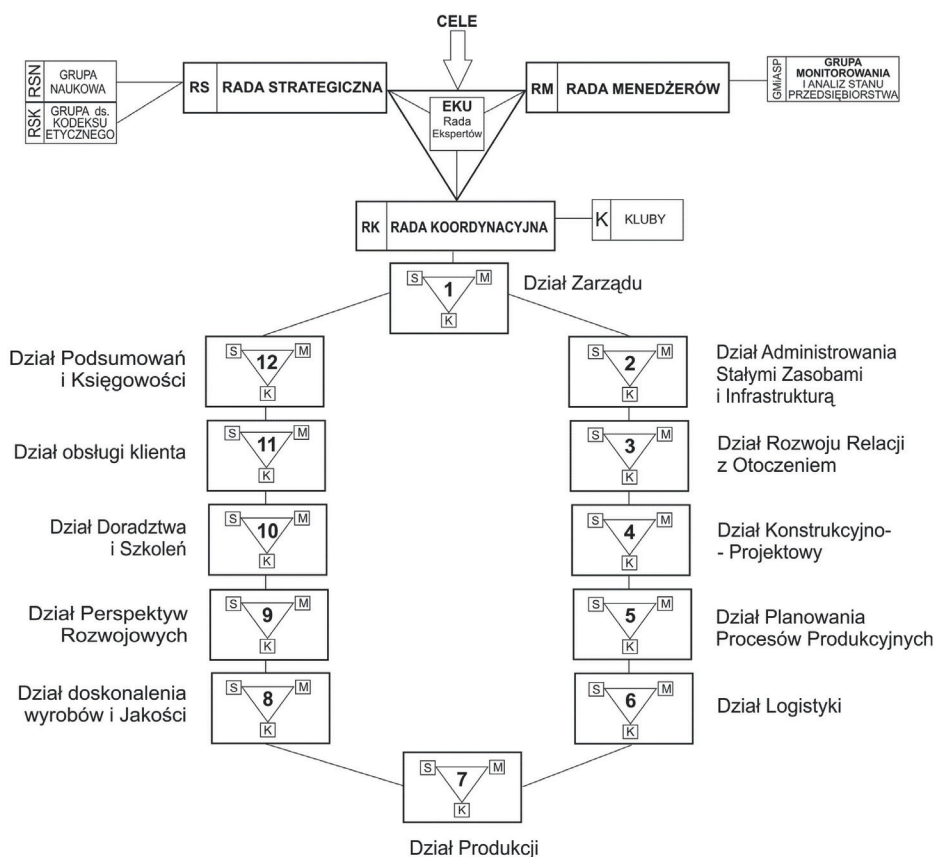 CELE
RSN
GRUPA
NAUKOWA
RSK
GRUPA ds.
KODEKSU
ETYCZNEGO
RS RADA STRATEGICZNA
EKU
Rada
Ekspertów
RM RADA MENEDŻERÓW
GMiASP
GRUPA
MONITOROWANIA
I ANALIZ STANU
PRZEDSIĘBIORSTWA
RK RADA KOORDYNACYJNA
K KLUBY
S 1 M
K
Dział Zarządu
Dział Podsumowań
i Księgowości
S 12 M
K
S 2 M
K
Dział Administrowania
Stałymi Zasobami
i Infrastrukturą
Dział obsługi klienta
S 11 M
K
S 3 M
K
Dział Rozwoju Relacji
z Otoczeniem
Dział Doradztwa
i Szkoleń
S 10 M
K
S 4 M
K
Dział Konstrukcyjno-
- Projektowy
Dział Perspektyw
Rozwojowych
S 9 M
K
S 5 M
K
Dział Planowania
Procesów Produkcyjnych
Dział doskonalenia
wyrobów i Jakości
S 8 M
K
S 6 M
K
Dział Logistyki
S 7 M
K
Dział Produkcji